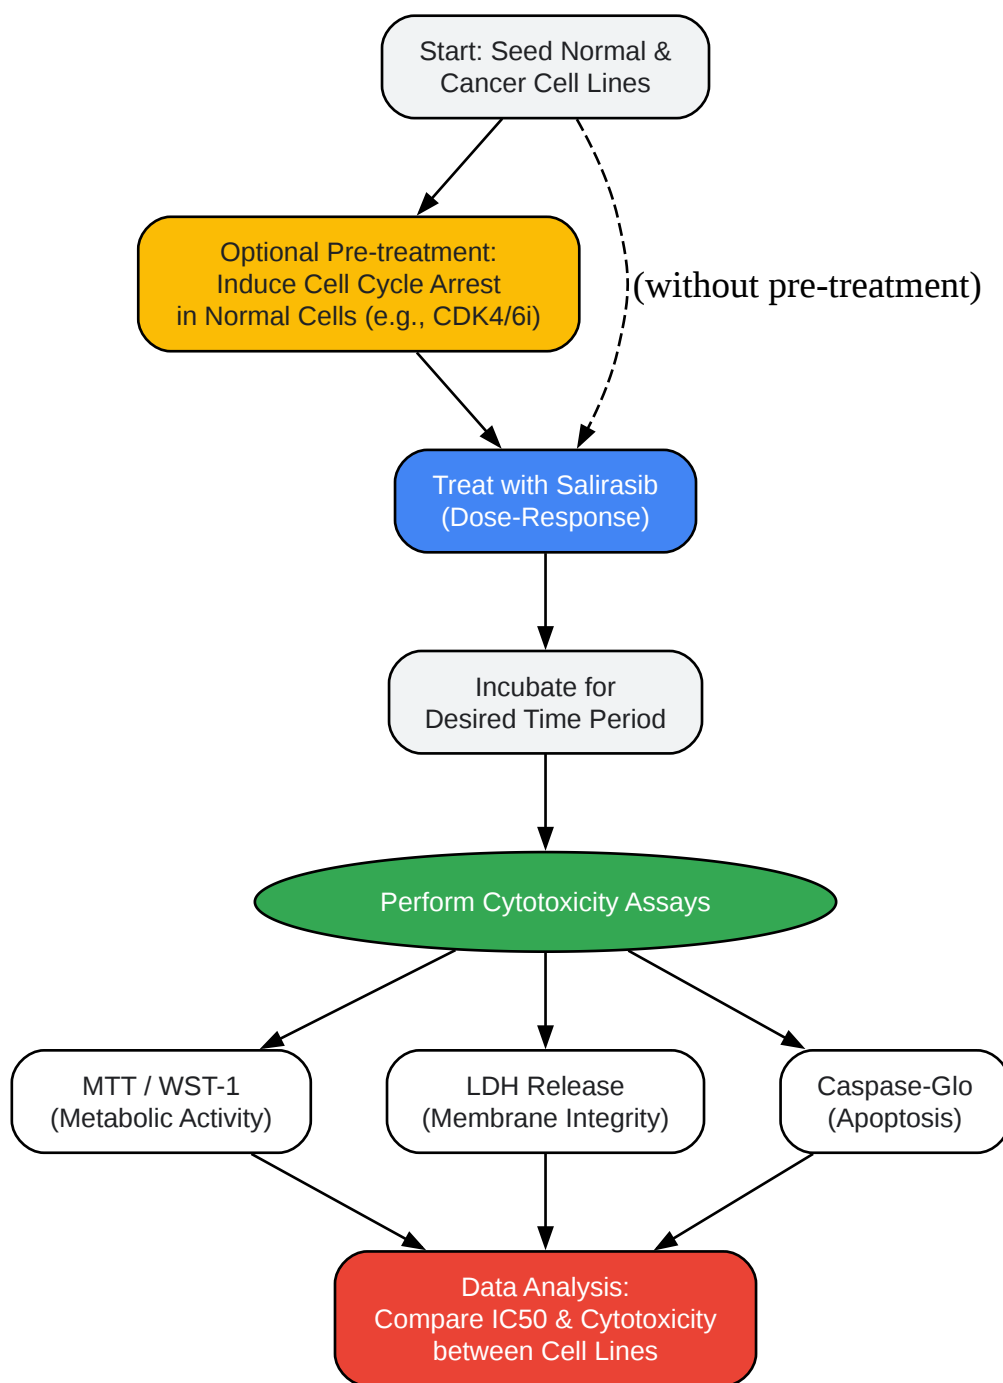 Start: Seed Normal &
Cancer Cell Lines
Optional Pre-treatment:
Induce Cell Cycle Arrest
in Normal Cells (e.g., CDK4/6i)
(without pre-treatment)
Treat with Salirasib
(Dose-Response)
Incubate for
Desired Time Period
Perform Cytotoxicity Assays
MTT / WST-1
(Metabolic Activity)
LDH Release
(Membrane Integrity)
Caspase-Glo
(Apoptosis)
Data Analysis:
Compare IC50 & Cytotoxicity
between Cell Lines